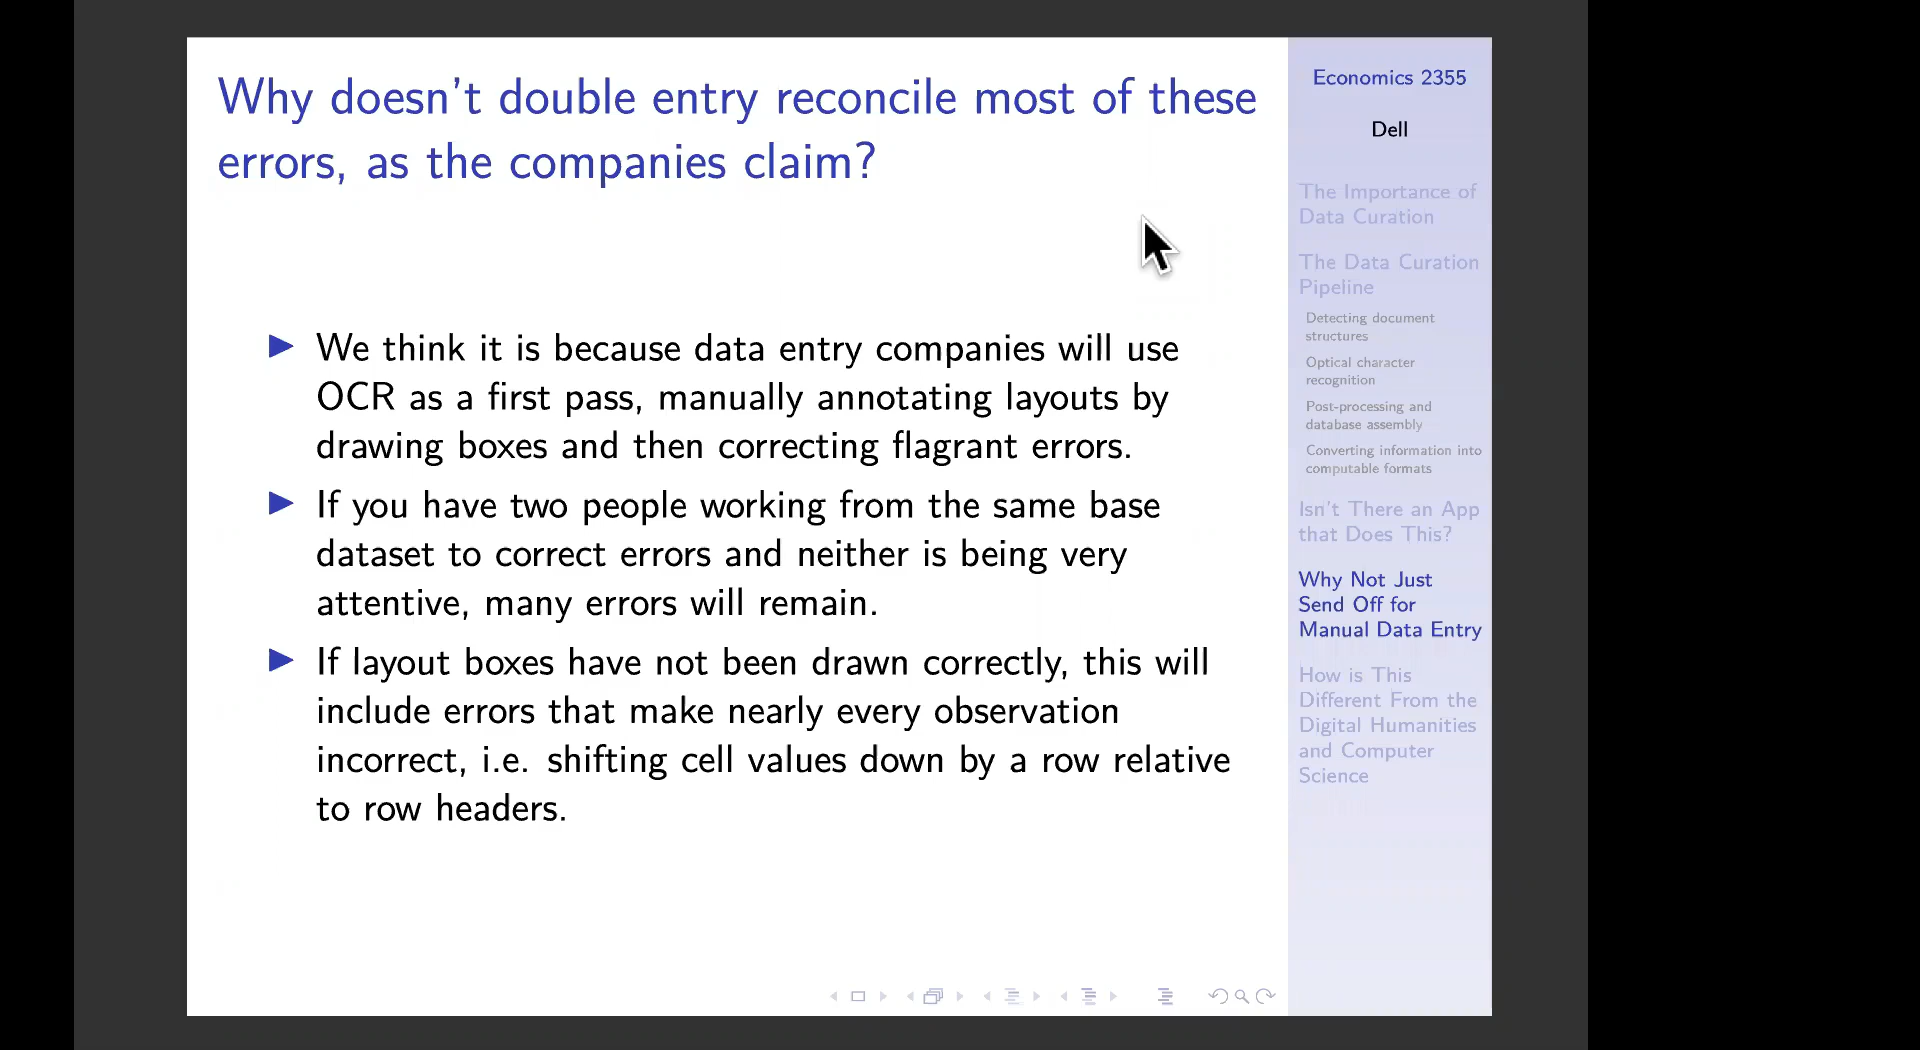 Why doesn't double entry reconcile most of these
errors, as the companies claim?
We think it is because data entry companies will use
OCR as a first pass, manually annotating layouts by
drawing boxes and then correcting flagrant errors.
If you have two people working from the same base
dataset to correct errors and neither is being very
attentive, many errors will remain.
If layout boxes have not been drawn correctly, this will
include errors that make nearly every observation
incorrect, i.e. shifting cell values down by a row relative
to row headers.
Economics 2355
Dell
The Importance of
Data Curation
The Data Curation
Pipeline
Detecting document
structures
Optical character
recognition
Post-processing and
database assembly
Converting information into
computable formats
Isn't There an App
that Does This?
Why Not Just
Send Off for
Manual Data Entry
How is This
Different From the
Digital Humanities
and Computer
Science